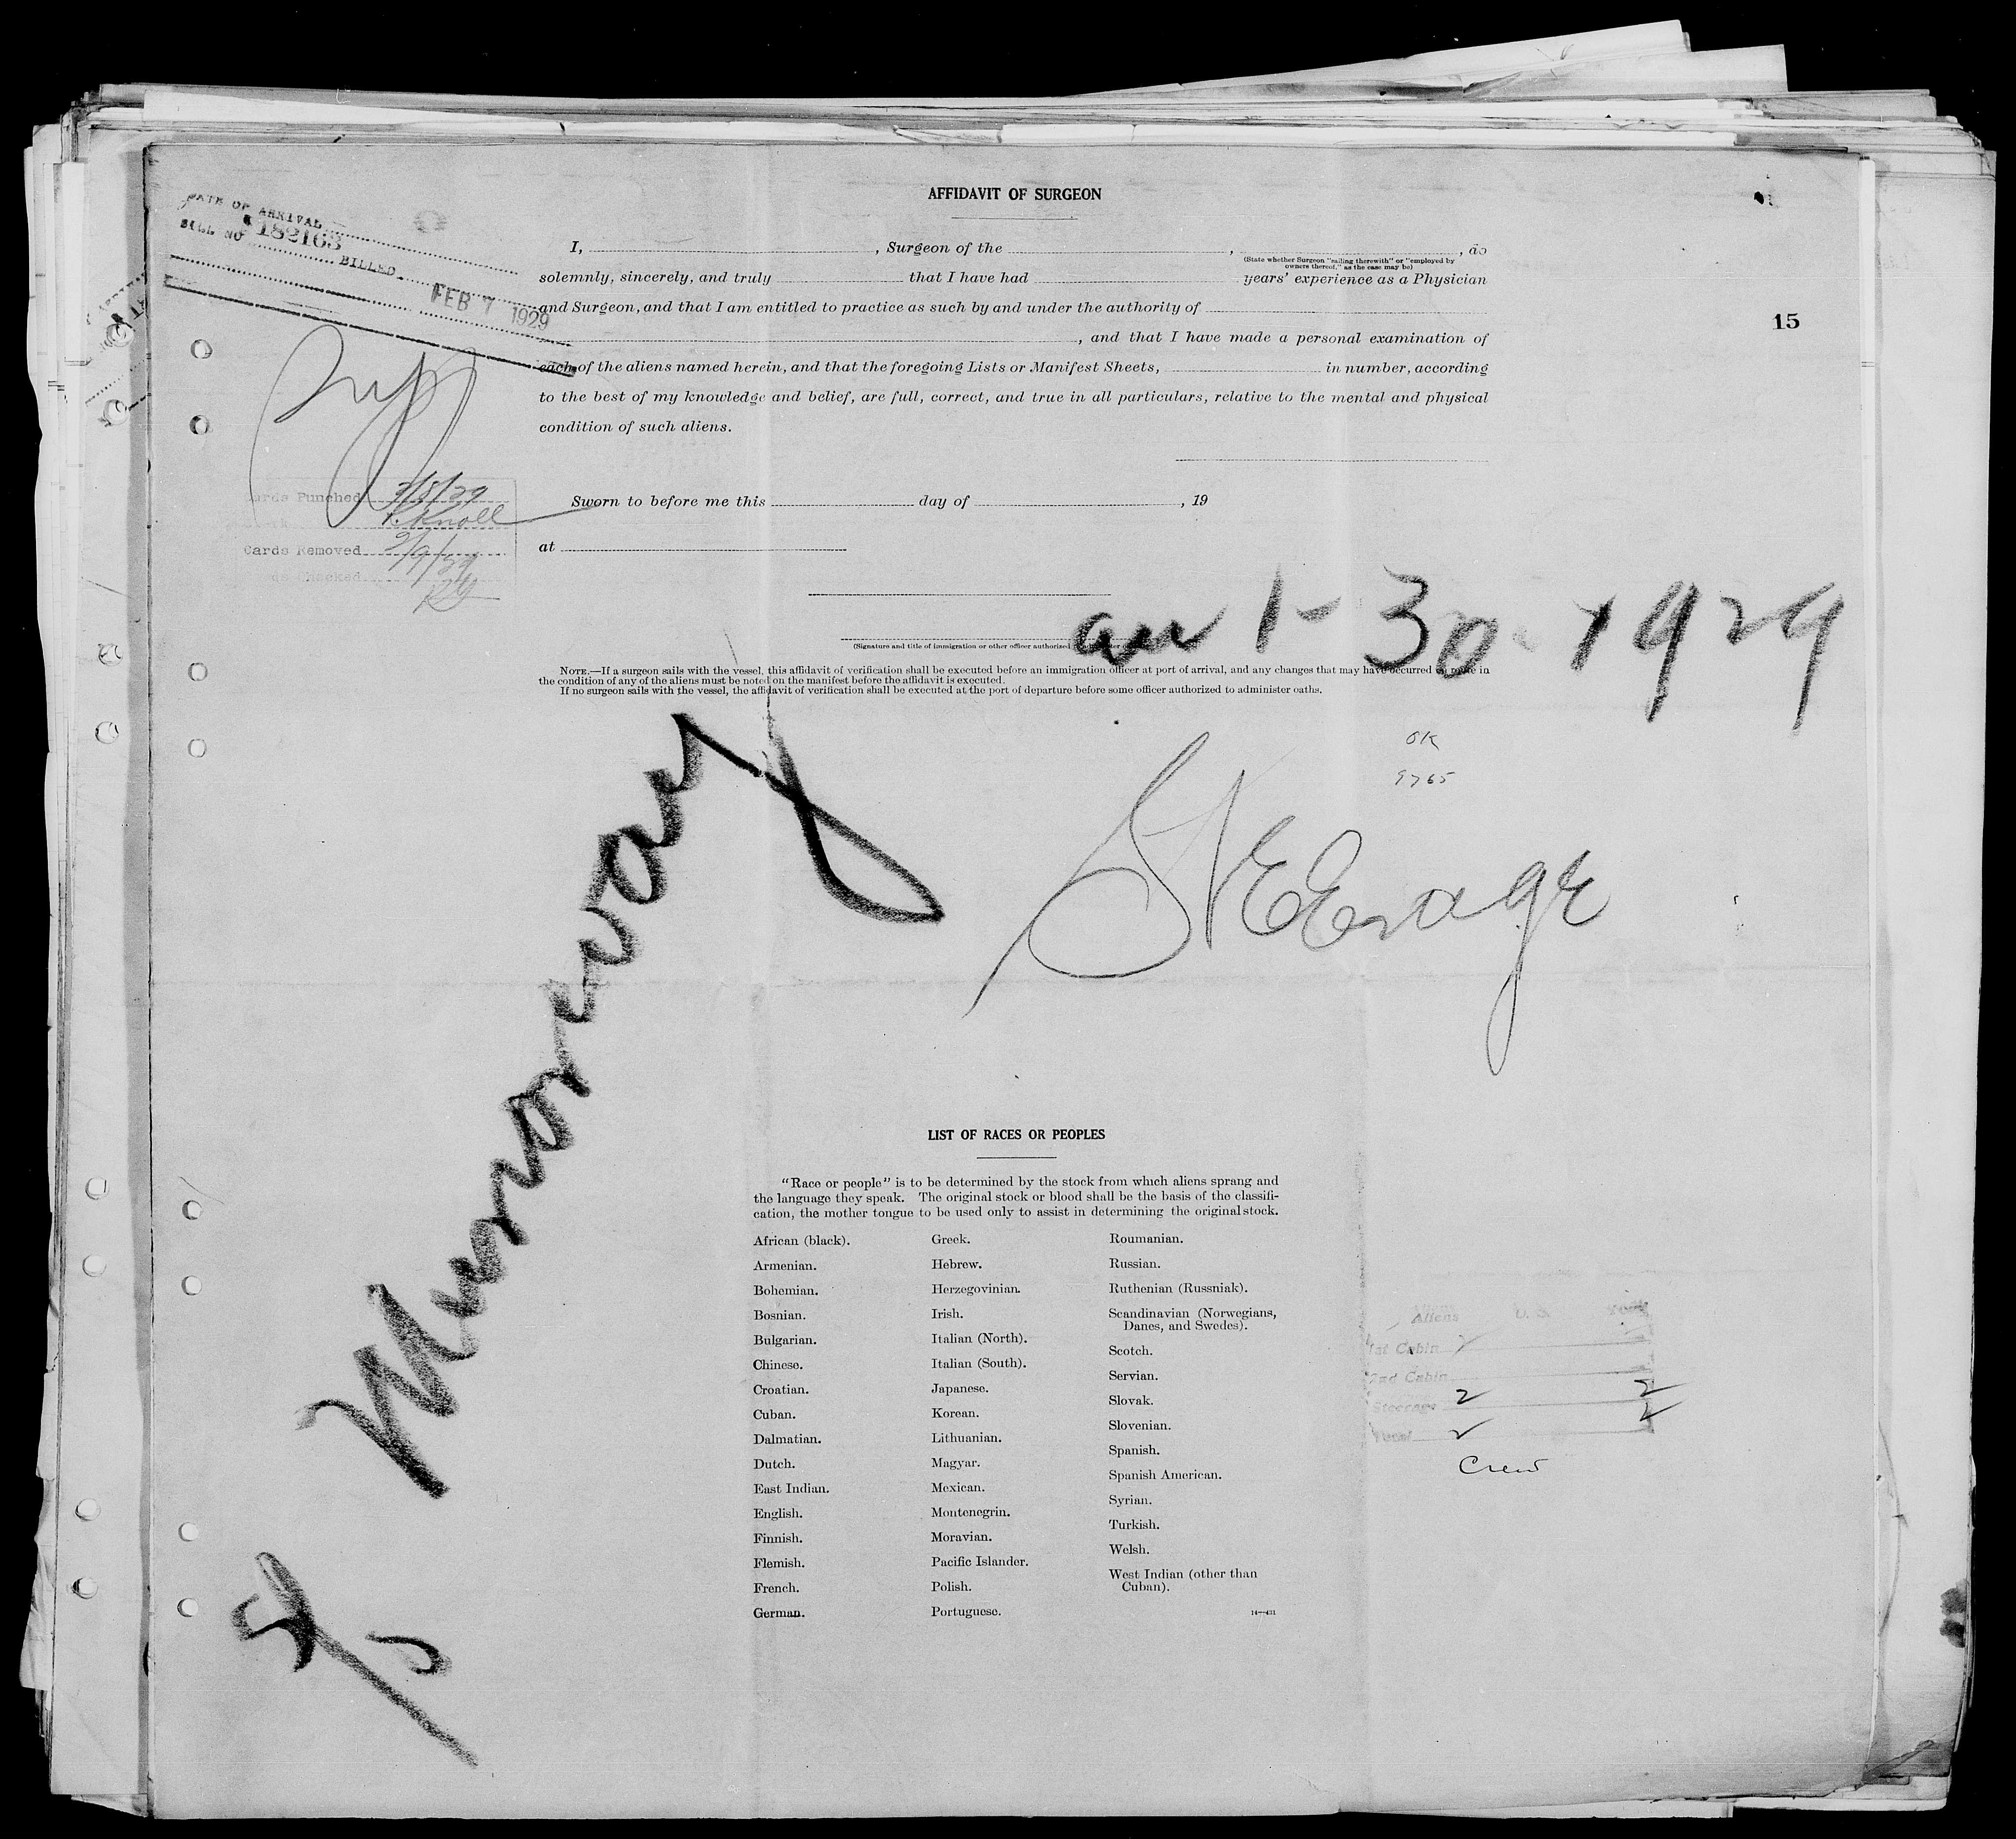 AFFIDAVIT OF SURGEON
DATE OF ARRIVAL
BILL NO 182163
BILLED
FEB 7 1929
I, , Surgeon of the , , do
(State whether Surgeon "sailing therewith" or "employed by owners thereof," as the case may be)
solemnly, sincerely, and truly that I have had years' experience as a Physician
and Surgeon, and that I am entitled to practice as such by and under the authority of
, and that I have made a personal examination of
each of the aliens named herein, and that the foregoing Lists or Manifest Sheets, in number, according
to the best of my knowledge and belief, are full, correct, and true in all particulars, relative to the mental and physical
condition of such aliens.
15
Cards Punched 2/8/29
Knoll
Cards Removed 2/9/29
Sworn to before me this day of , 19
at
1-30-1929
(Signature and title of immigration or other officer authorized
NOTE.—If a surgeon sails with the vessel, this affidavit of verification shall be executed before an immigration officer at port of arrival, and any changes that may have occurred en route in
the condition of any of the aliens must be noted on the manifest before the affidavit is executed.
If no surgeon sails with the vessel, the affidavit of verification shall be executed at the port of departure before some officer authorized to administer oaths.
OK
9765
StEErage
Munorway
SS
LIST OF RACES OR PEOPLES
"Race or people" is to be determined by the stock from which aliens sprang and
the language they speak. The original stock or blood shall be the basis of the classifi-
cation, the mother tongue to be used only to assist in determining the original stock.
African (black).
Armenian.
Bohemian.
Bosnian.
Bulgarian.
Chinese.
Croatian.
Cuban.
Dalmatian.
Dutch.
East Indian.
English.
Finnish.
Flemish.
French.
German.
Greek.
Hebrew.
Herzegovinian.
Irish.
Italian (North).
Italian (South).
Japanese.
Korean.
Lithuanian.
Magyar.
Mexican.
Montenegrin.
Moravian.
Pacific Islander.
Polish.
Portuguese.
Roumanian.
Russian.
Ruthenian (Russniak).
Scandinavian (Norwegians,
Danes, and Swedes).
Scotch.
Servian.
Slovak.
Slovenian.
Spanish.
Spanish American.
Syrian.
Turkish.
Welsh.
West Indian (other than
Cuban).
14—431
Aliens U. S.
1st Cabin
2nd Cabin
Steerage 2 2
Total 2 2
Crew